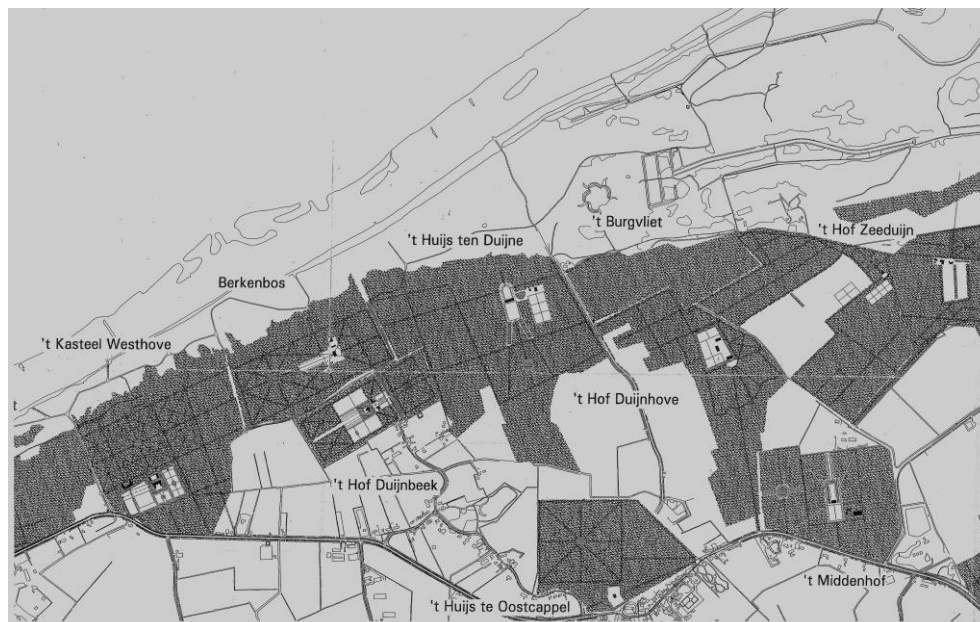 't Burgvliet
't Hof Zeeduijn
't Huijs ten Duijne
Berkenbos
't Kasteel Westhove
't Hof Duijnhove
t
't Hof Duijnbeek
't Middenhof
't Huijs te Oostcappel